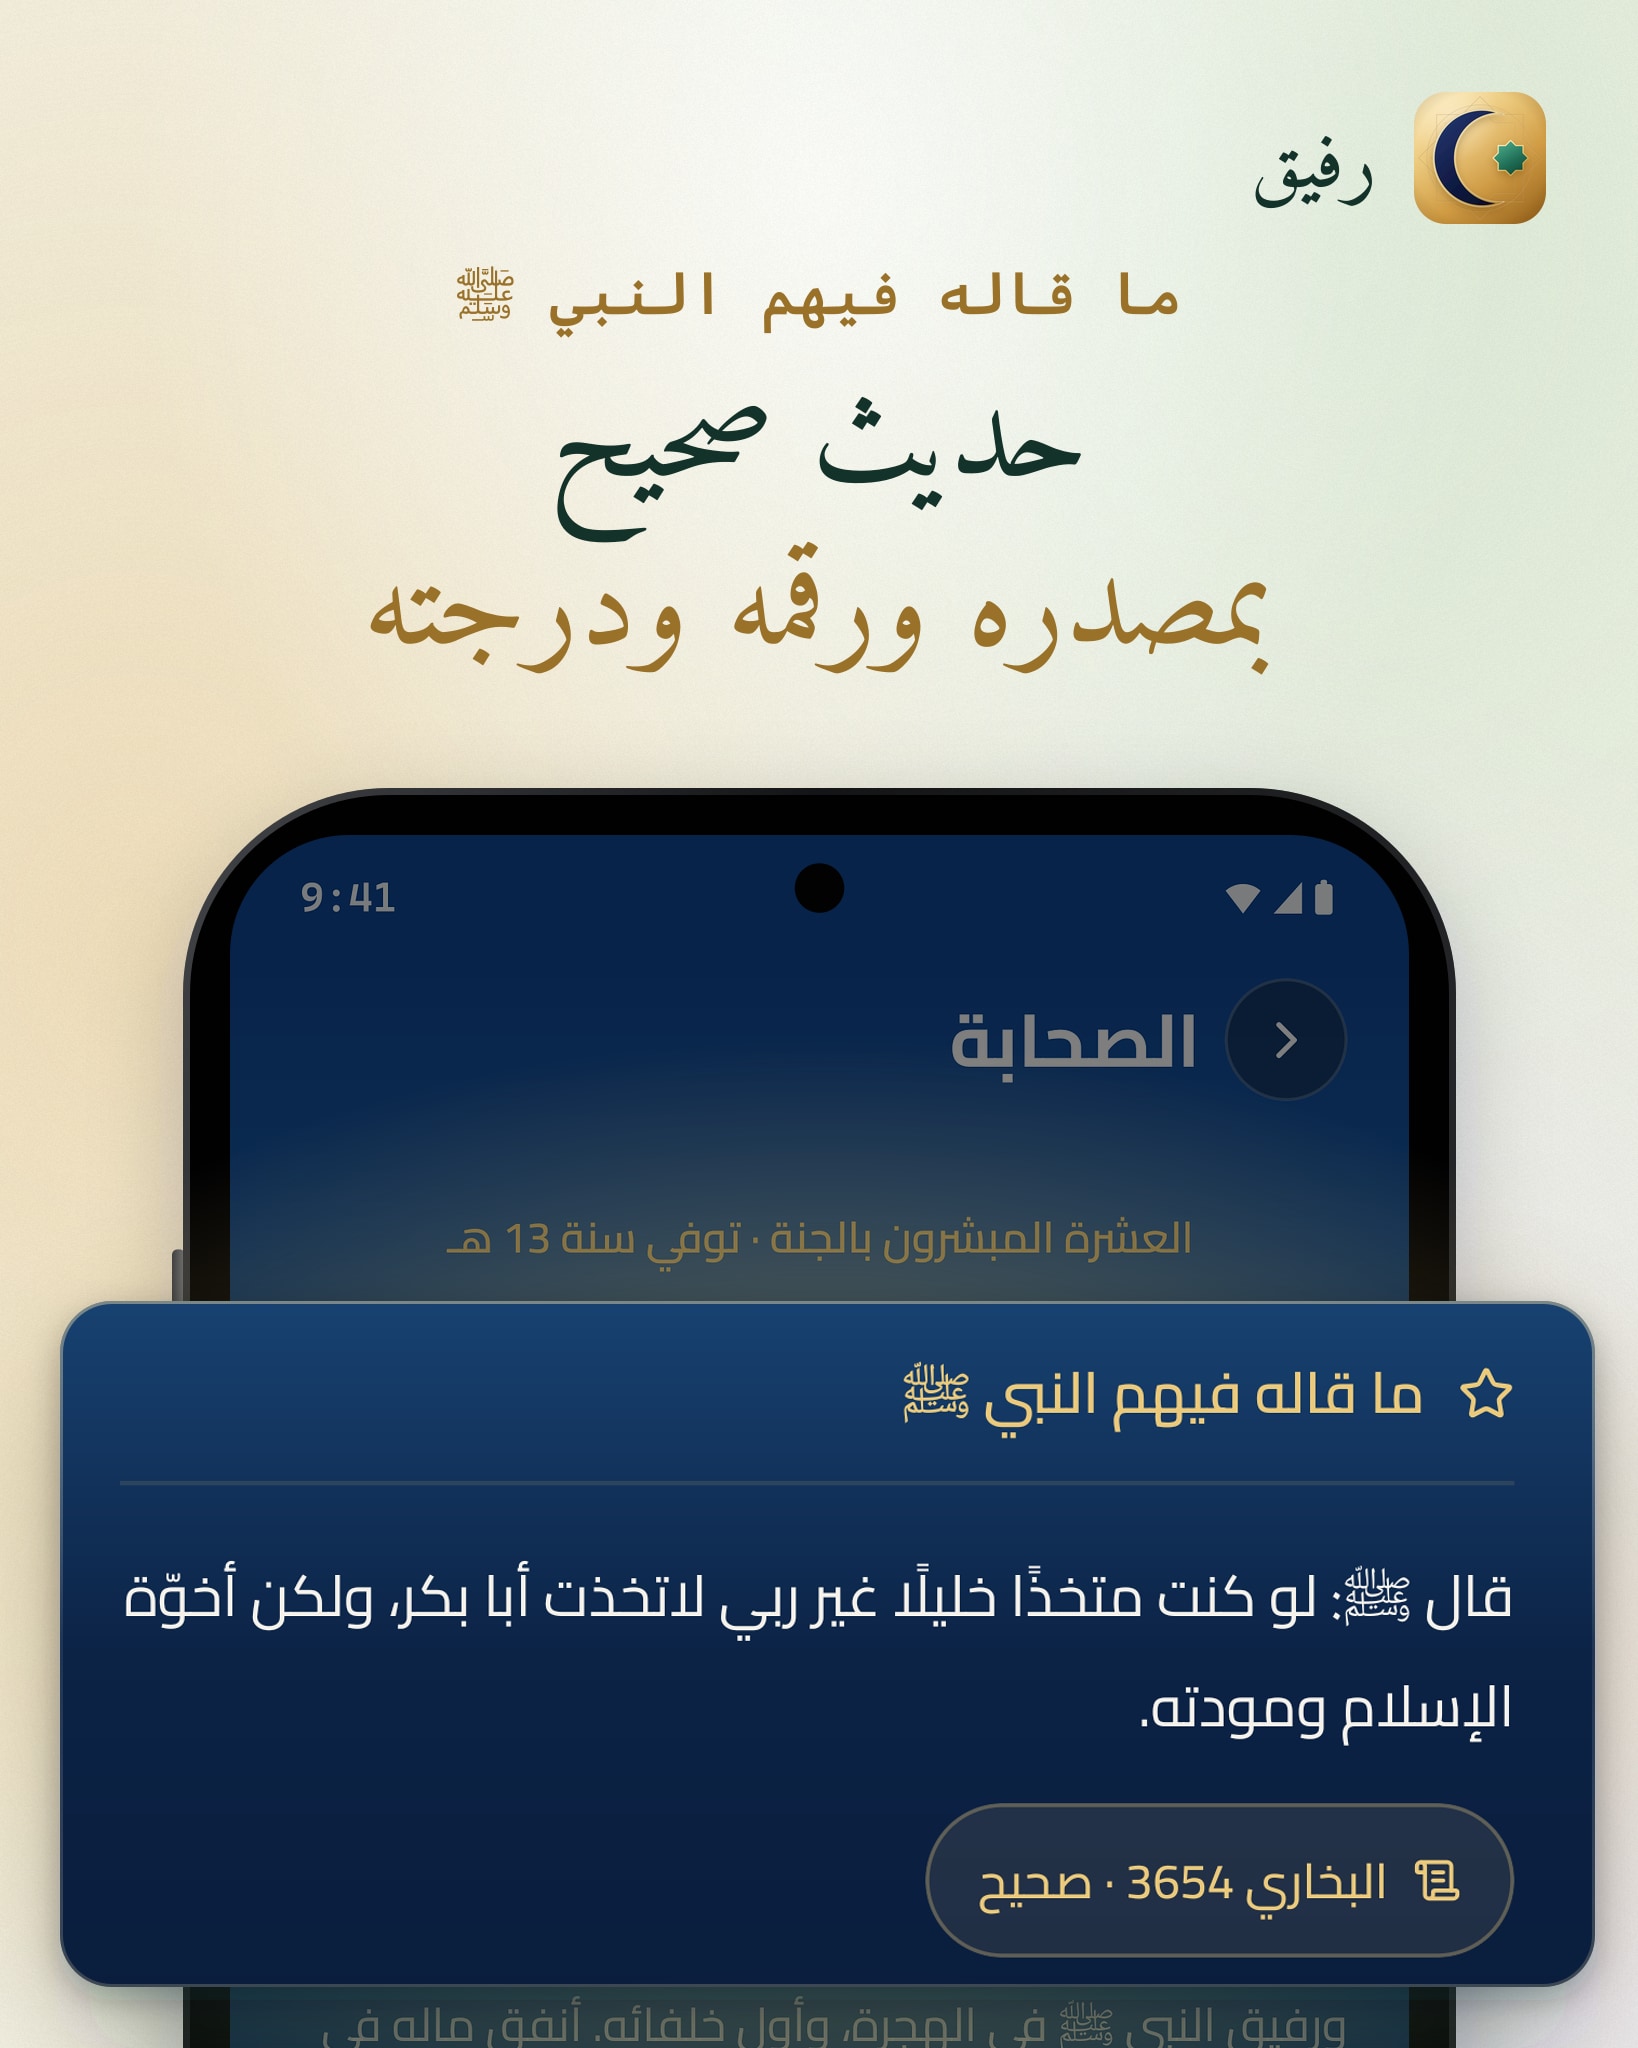 رفيق
ما قاله فيهم النبي ﷺ
حديث صحيح
بمصدره ورقمه ودرجته
9:41
الصحابة
العشرة المبشرون بالجنة · توفي سنة 13 هـ
ما قاله فيهم النبي ﷺ
قال ﷺ: لو كنت متخذًا خليلًا غير ربي لاتخذت أبا بكر، ولكن أخوّة
الإسلام ومودته.
البخاري 3654 · صحيح
ورفيق النبي ﷺ في الهجرة، وأول خلفائه. أنفق ماله في